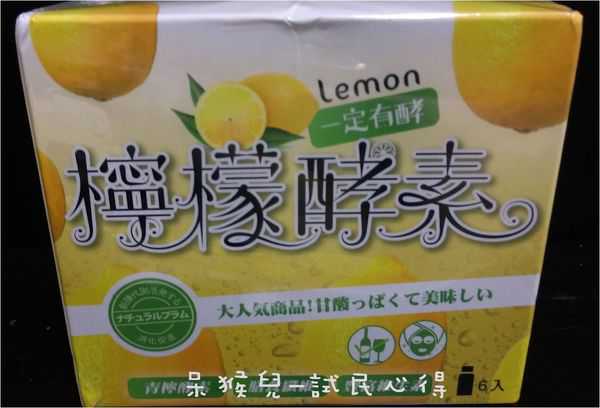 Lemon
一定有酵
檸檬酵素
ナチュラルプラム
大人気商品!甘酸っぱくて美味しい
6入
呆猴兒-試民心得